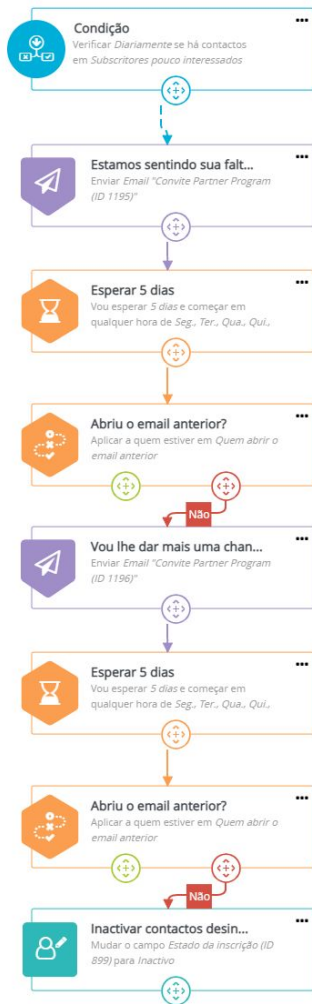 Condição
Verificar Diariamente se há contactos
em Subscritores pouco interessados
Estamos sentindo sua falt...
Enviar Email "Convite Partner Program
(ID 1195)"
Esperar 5 dias
Vou esperar 5 dias e começar em
qualquer hora de Seg., Ter., Qua., Qui.,
Abriu o email anterior?
Aplicar a quem estiver em Quem abrir o
email anterior
Não
Vou lhe dar mais uma chan...
Enviar Email "Convite Partner Program
(ID 1196)"
Esperar 5 dias
Vou esperar 5 dias e começar em
qualquer hora de Seg., Ter., Qua., Qui.,
Abriu o email anterior?
Aplicar a quem estiver em Quem abrir o
email anterior
Não
Inactivar contactos desin...
Mudar o campo Estado da inscrição (ID
899) para Inactivo